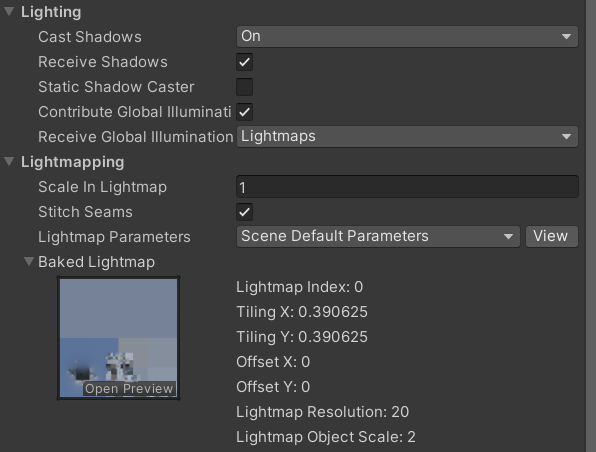 Lighting
Cast Shadows On
Receive Shadows
Static Shadow Caster
Contribute Global Illuminati
Receive Global Illumination Lightmaps
Lightmapping
Scale In Lightmap 1
Stitch Seams
Lightmap Parameters Scene Default Parameters View
Baked Lightmap
Lightmap Index: 0
Tiling X: 0.390625
Tiling Y: 0.390625
Offset X: 0
Open Preview Offset Y: 0
Lightmap Resolution: 20
Lightmap Object Scale: 2